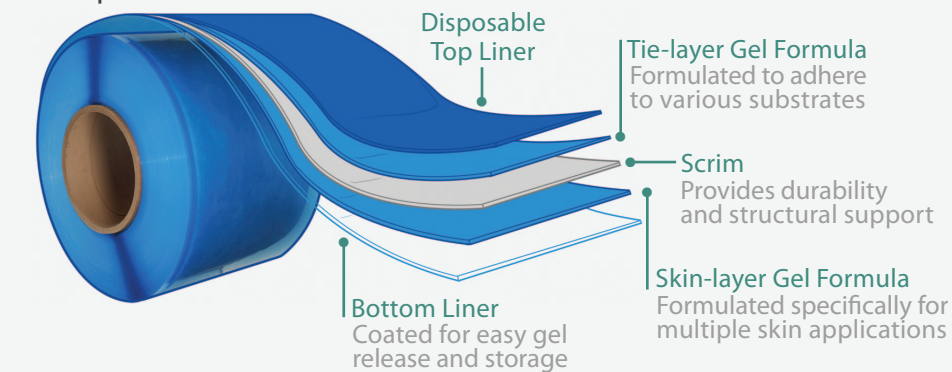 Disposable
Top Liner
Tie-layer Gel Formula
Formulated to adhere
to various substrates
Scrim
Provides durability
and structural support
Skin-layer Gel Formula
Formulated specifically for
multiple skin applications
Bottom Liner
Coated for easy gel
release and storage